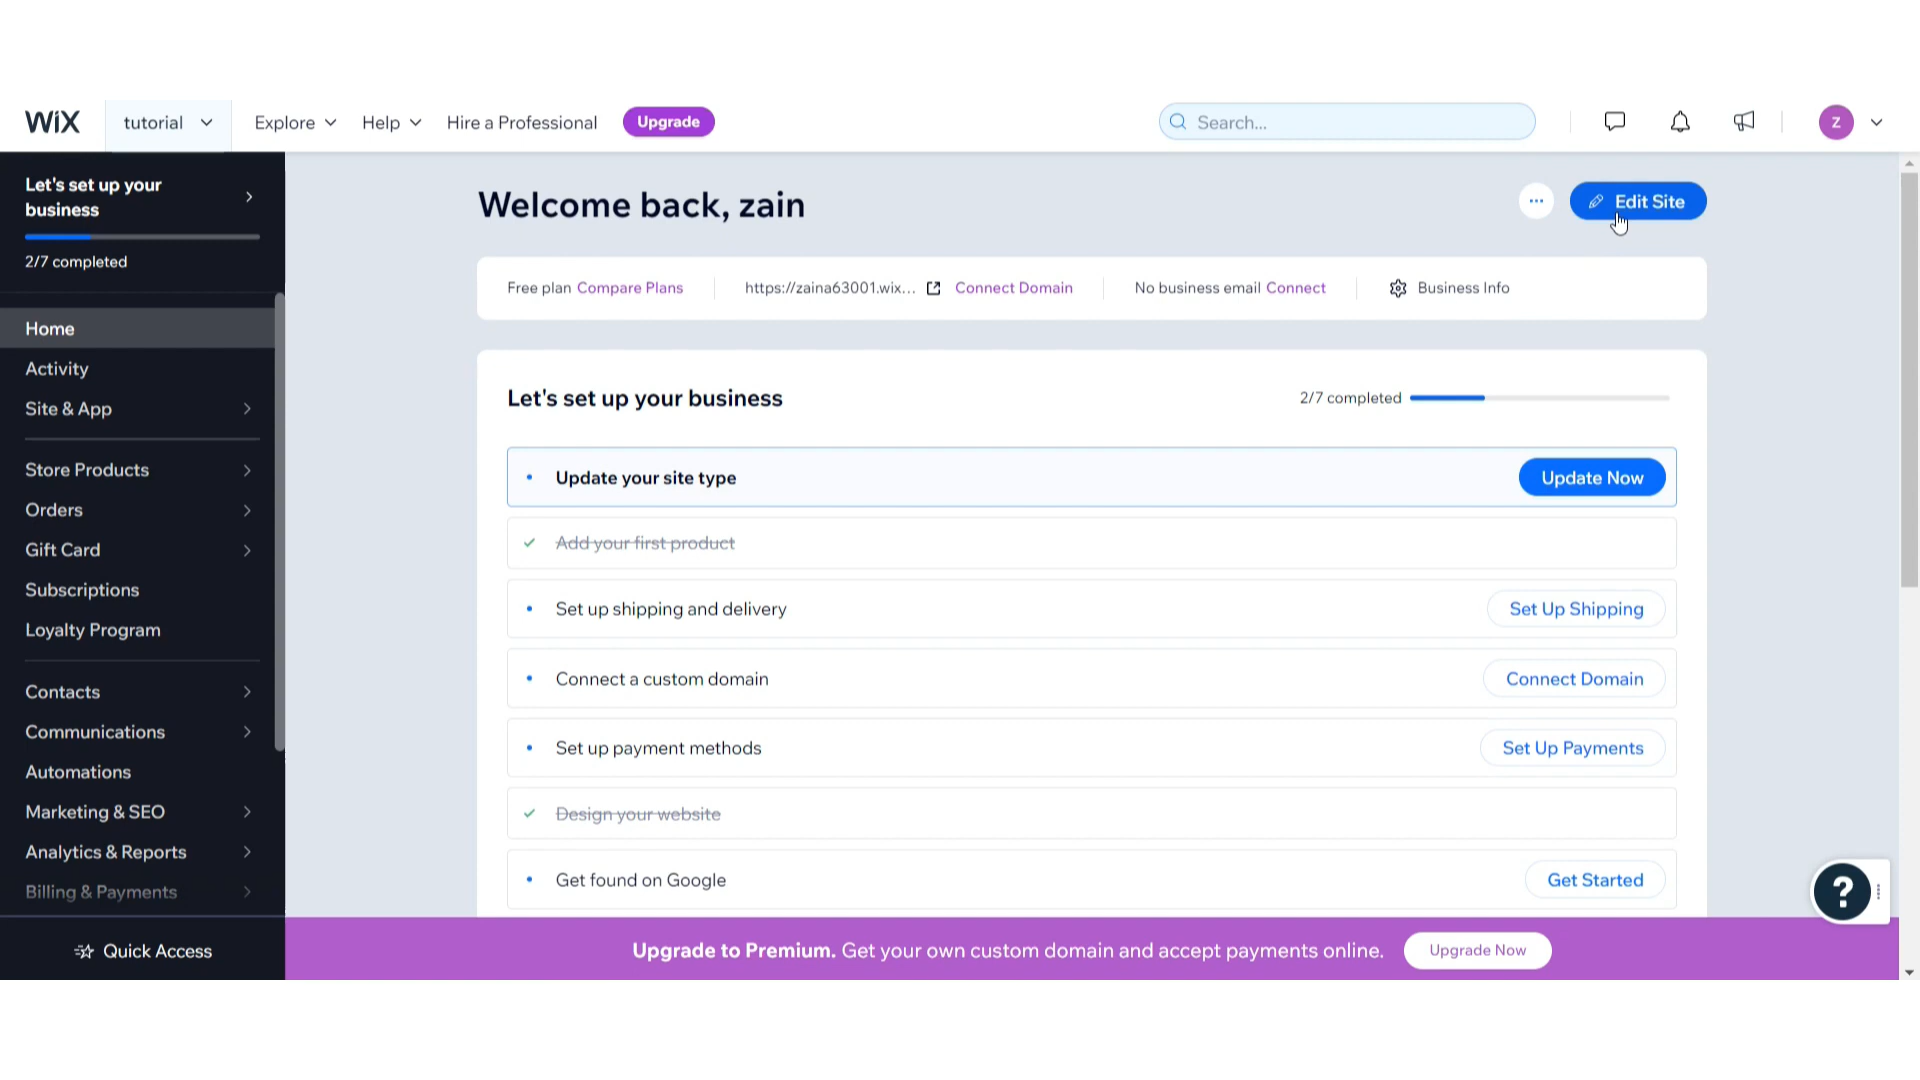 WiX
tutorial
Explore
Help
Hire a Professional
Upgrade
Search...
Z
Let's set up your
business
2/7 completed
Home
Activity
Site & App
Store Products
Orders
Gift Card
Subscriptions
Loyalty Program
Contacts
Communications
Automations
Marketing & SEO
Analytics & Reports
Billing & Payments
Quick Access
Welcome back, zain
...
Edit Site
Free plan Compare Plans
https://zaina63001.wix...
Connect Domain
No business email Connect
Business Info
Let's set up your business
2/7 completed
Update your site type
Update Now
Add your first product
Set up shipping and delivery
Set Up Shipping
Connect a custom domain
Connect Domain
Set up payment methods
Set Up Payments
Design your website
Get found on Google
Get Started
?
Upgrade to Premium. Get your own custom domain and accept payments online.
Upgrade Now